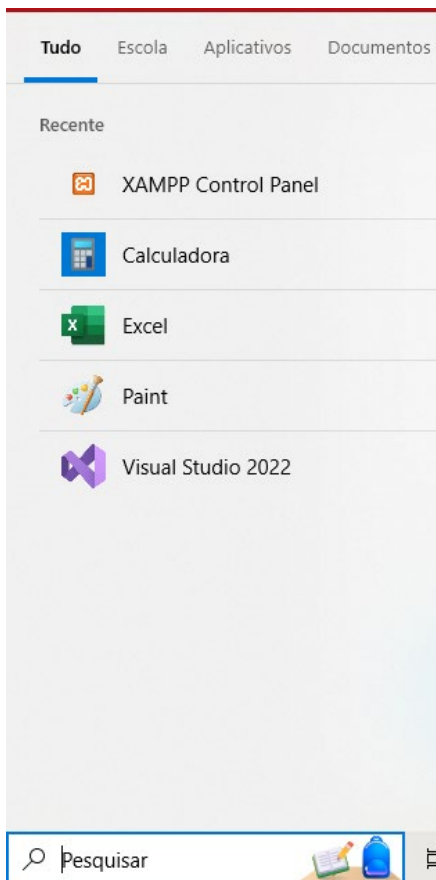 Tudo Escola Aplicativos Documentos
Recente
XAMPP Control Panel
Calculadora
Excel
Paint
Visual Studio 2022
Pesquisar